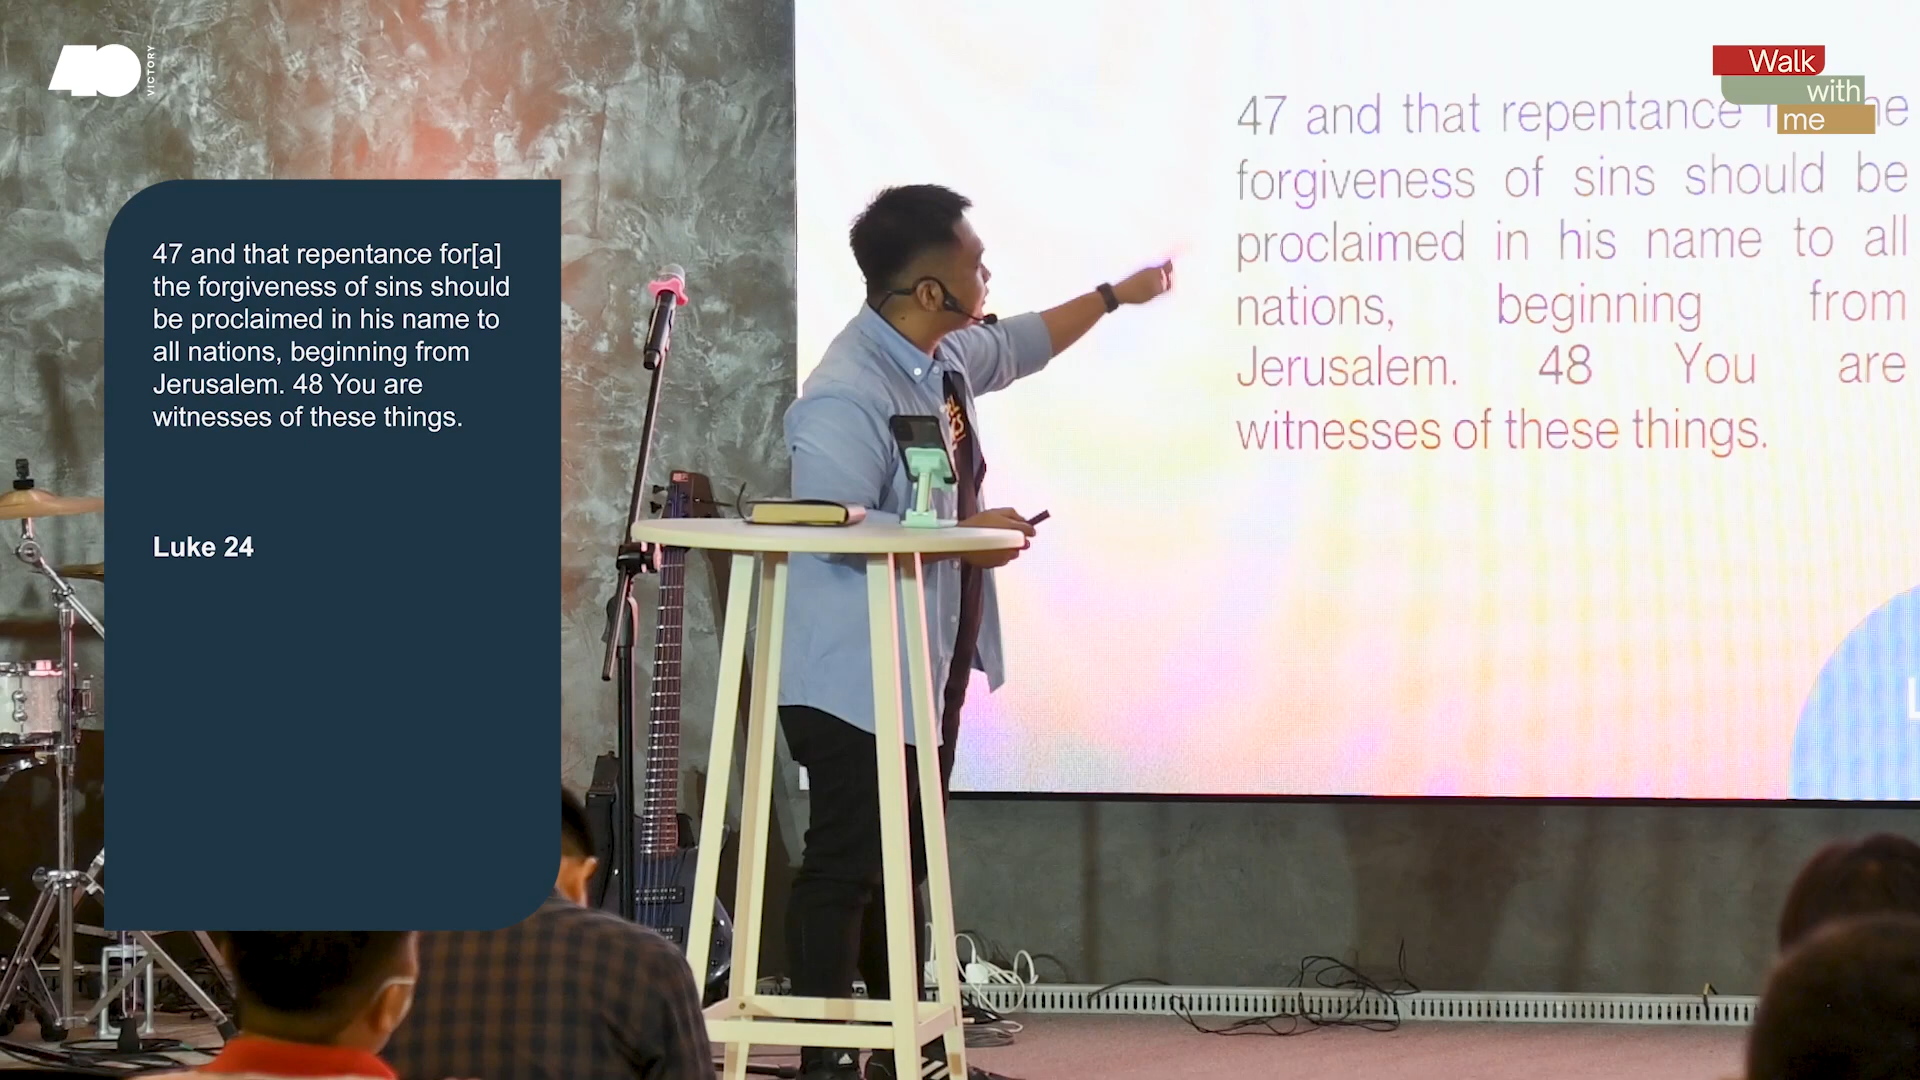 VICTORY
Walk
with
me
47 and that repentance for[a]
the forgiveness of sins should
be proclaimed in his name to
all nations, beginning from
Jerusalem. 48 You are
witnesses of these things.
Luke 24
47 and that repentance
forgiveness of sins should be
proclaimed in his name to all
nations, beginning from
Jerusalem. 48 You are
witnesses of these things.